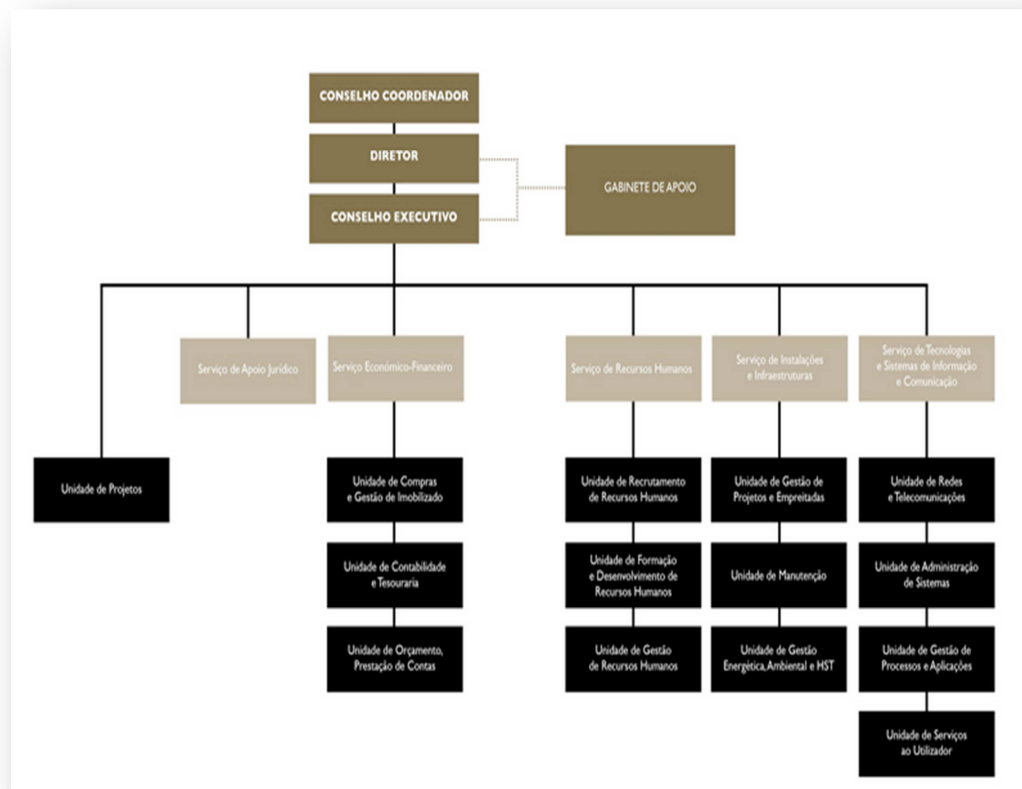 CONSELHO COORDENADOR
DIRETOR
CONSELHO EXECUTIVO
GABINETE DE APOIO
Serviço de Apoio Jurídico
Serviço Económico-Financeiro
Serviço de Recursos Humanos
Serviço de Instalações
e Infraestruturas
Serviço de Tecnologias
e Sistemas de Informação
e Comunicação
Unidade de Projetos
Unidade de Compras
e Gestão de Imobilizado
Unidade de Recrutamento
de Recursos Humanos
Unidade de Gestão de
Projetos e Empreitadas
Unidade de Redes
e Telecomunicações
Unidade de Contabilidade
e Tesouraria
Unidade de Formação
e Desenvolvimento de
Recursos Humanos
Unidade de Manutenção
Unidade de Administração
de Sistemas
Unidade de Orçamento,
Prestação de Contas
Unidade de Gestão
de Recursos Humanos
Unidade de Gestão
Energética, Ambiental e HST
Unidade de Gestão de
Processos e Aplicações
Unidade de Serviços
ao Utilizador